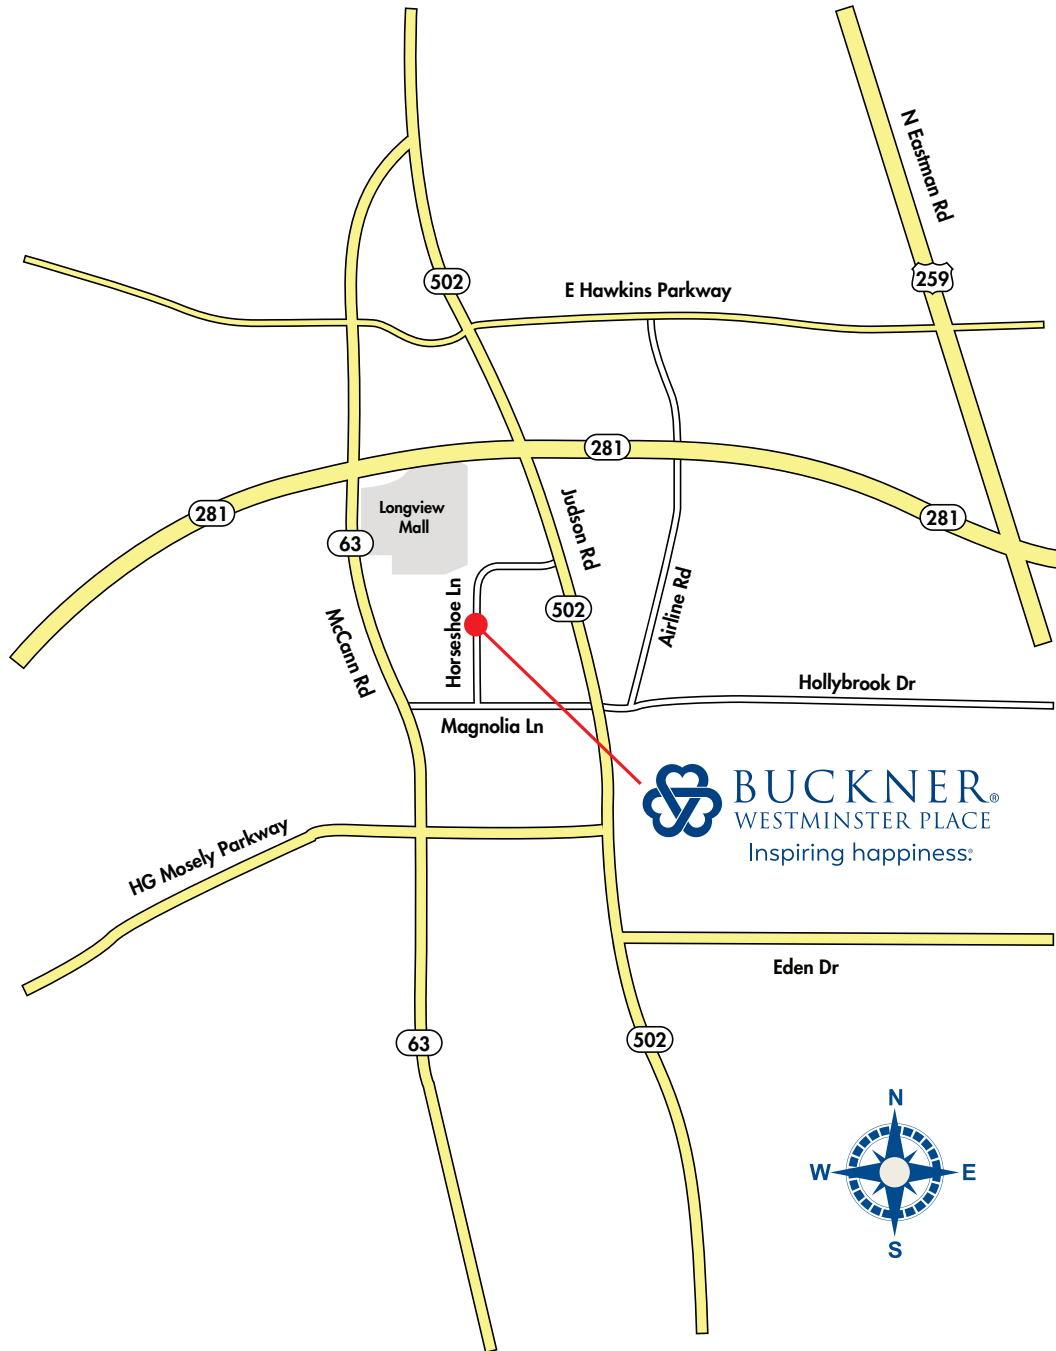 N Eastman Rd
502
259
E Hawkins Parkway
281
281
281
Longview
Mall
63
Judson Rd
Horseshoe Ln
502
Airline Rd
McCann Rd
Hollybrook Dr
Magnolia Ln
BUCKNER®
WESTMINSTER PLACE
Inspiring happiness®
HG Mosely Parkway
Eden Dr
63
502
N
W
E
S